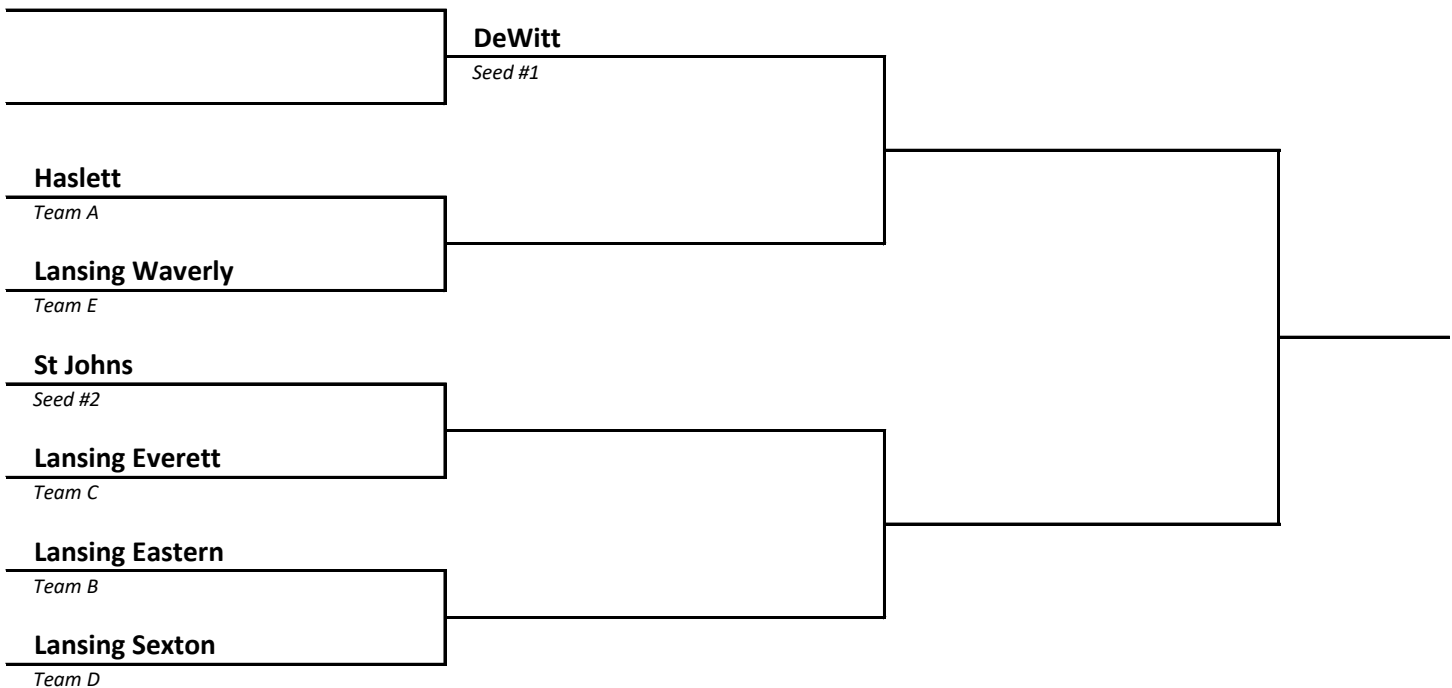 DeWitt
Seed #1
Haslett
Team A
Lansing Waverly
Team E
St Johns
Seed #2
Lansing Everett
Team C
Lansing Eastern
Team B
Lansing Sexton
Team D